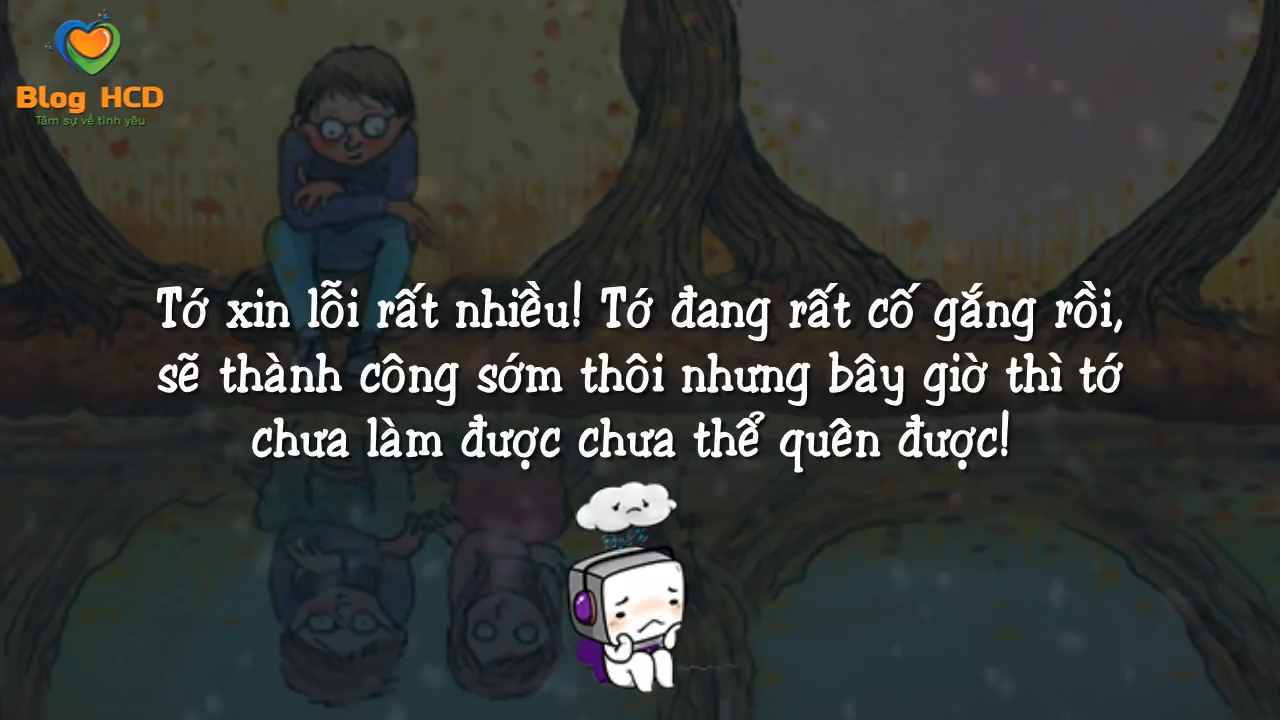 Blog HCD
Tâm sự về tình yêu
Tớ xin lỗi rất nhiều! Tớ đang rất cố gắng rồi,
sẽ thành công sớm thôi nhưng bây giờ thì tớ
chưa làm được chưa thể quên được!